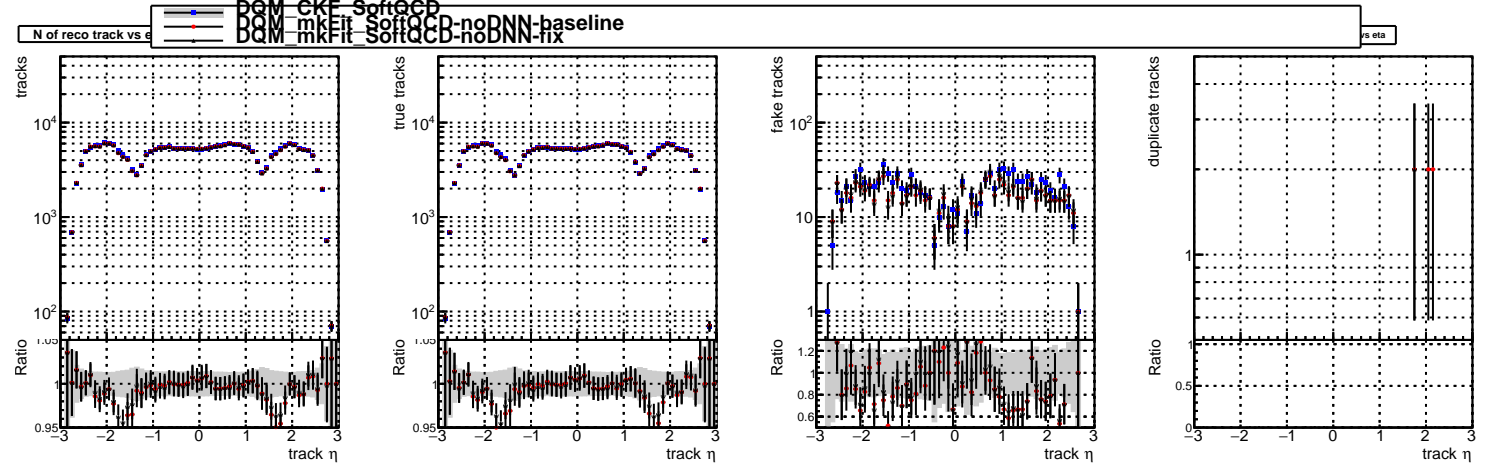 DQM_CKF_SoftQCD
DQM_mkFit_SoftQCD-noDNN-baseline
DQM_mkFit_SoftQCD-noDNN-fix
N of reco track vs e
vs eta
tracks
10^4
10^3
10^2
1.05
Ratio
1
0.95
−3 −2 −1 0 1 2 3
track η
true tracks
10^4
10^3
10^2
1.05
Ratio
1
0.95
−3 −2 −1 0 1 2 3
track η
fake tracks
10^2
10
1
Ratio
1.2
1
0.8
0.6
−3 −2 −1 0 1 2 3
track η
duplicate tracks
1
Ratio
1
0.5
0
−3 −2 −1 0 1 2 3
track η